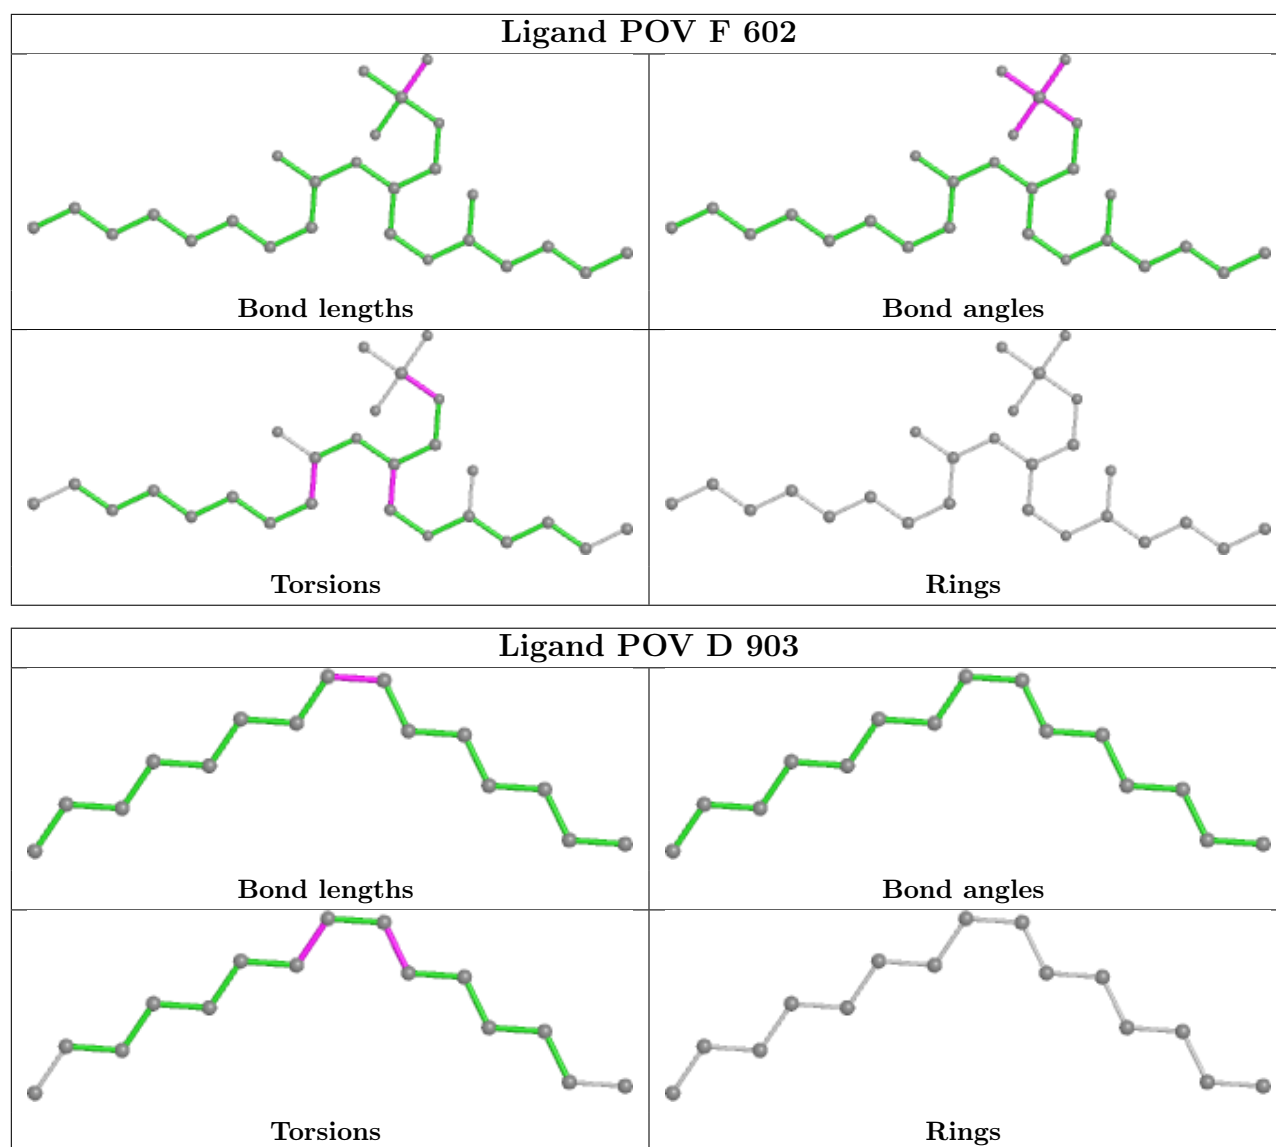 Ligand POV F 602
Bond lengths
Bond angles
Torsions
Rings
Ligand POV D 903
Bond lengths
Bond angles
Torsions
Rings